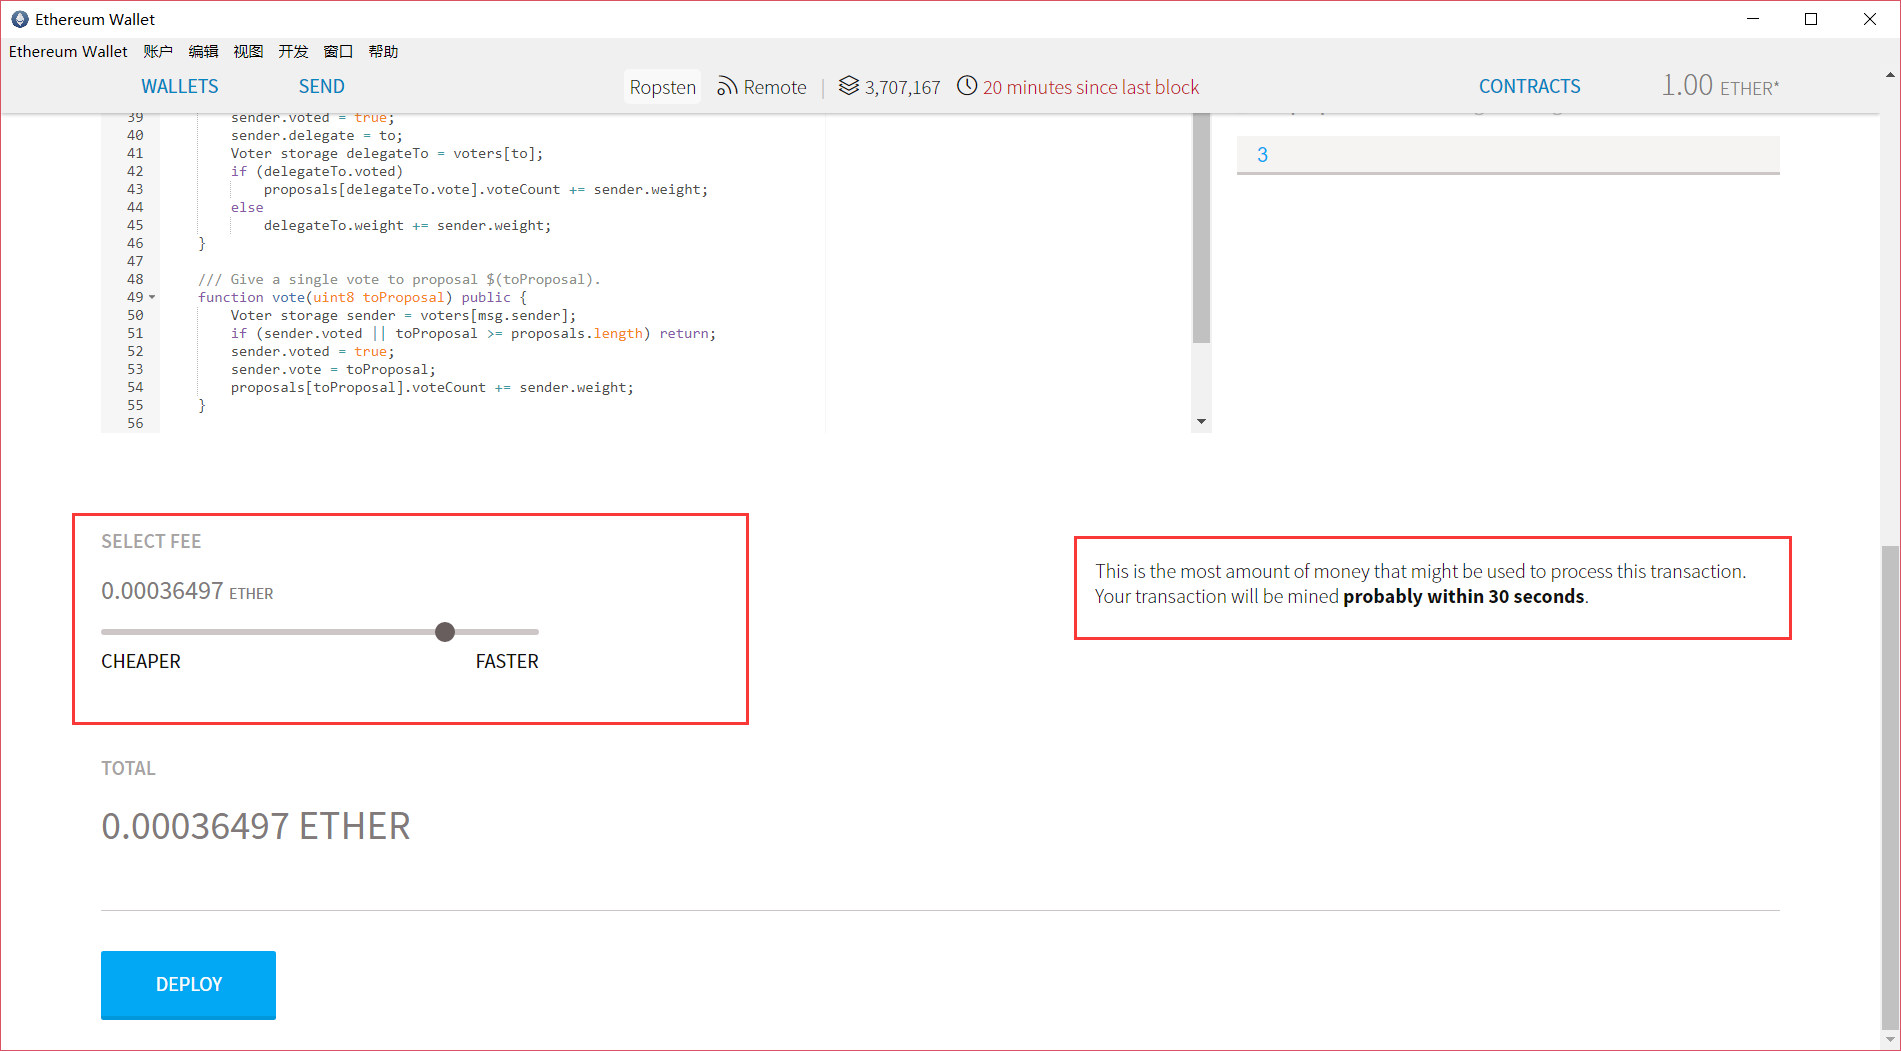 Ethereum Wallet
Ethereum Wallet 账户 编辑 视图 开发 窗口 帮助
WALLETS SEND Ropsten Remote | 3,707,167 20 minutes since last block CONTRACTS 1.00 ETHER*
39 sender.voted = true;
40 sender.delegate = to;
41 Voter storage delegateTo = voters[to];
42 if (delegateTo.voted)
43 proposals[delegateTo.vote].voteCount += sender.weight;
44 else
45 delegateTo.weight += sender.weight;
46 }
47
48 /// Give a single vote to proposal $(toProposal).
49 function vote(uint8 toProposal) public {
50 Voter storage sender = voters[msg.sender];
51 if (sender.voted || toProposal >= proposals.length) return;
52 sender.voted = true;
53 sender.vote = toProposal;
54 proposals[toProposal].voteCount += sender.weight;
55 }
56
3
SELECT FEE
0.00036497 ETHER
CHEAPER FASTER
This is the most amount of money that might be used to process this transaction.
Your transaction will be mined probably within 30 seconds.
TOTAL
0.00036497 ETHER
DEPLOY